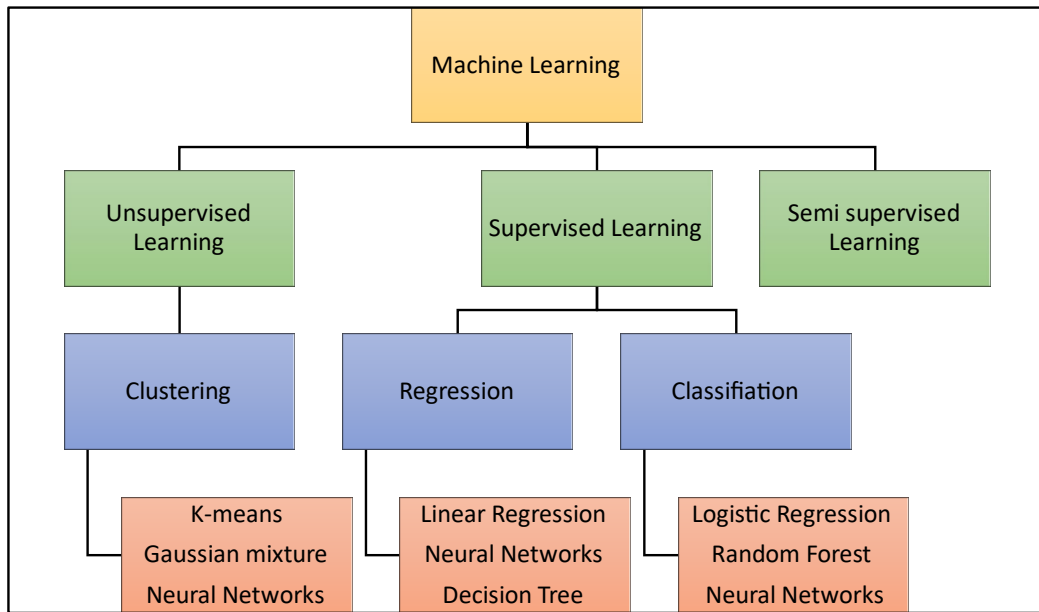 Machine Learning
Unsupervised
Learning
Supervised Learning
Semi supervised
Learning
Clustering
Regression
Classifiation
K-means
Gaussian mixture
Neural Networks
Linear Regression
Neural Networks
Decision Tree
Logistic Regression
Random Forest
Neural Networks